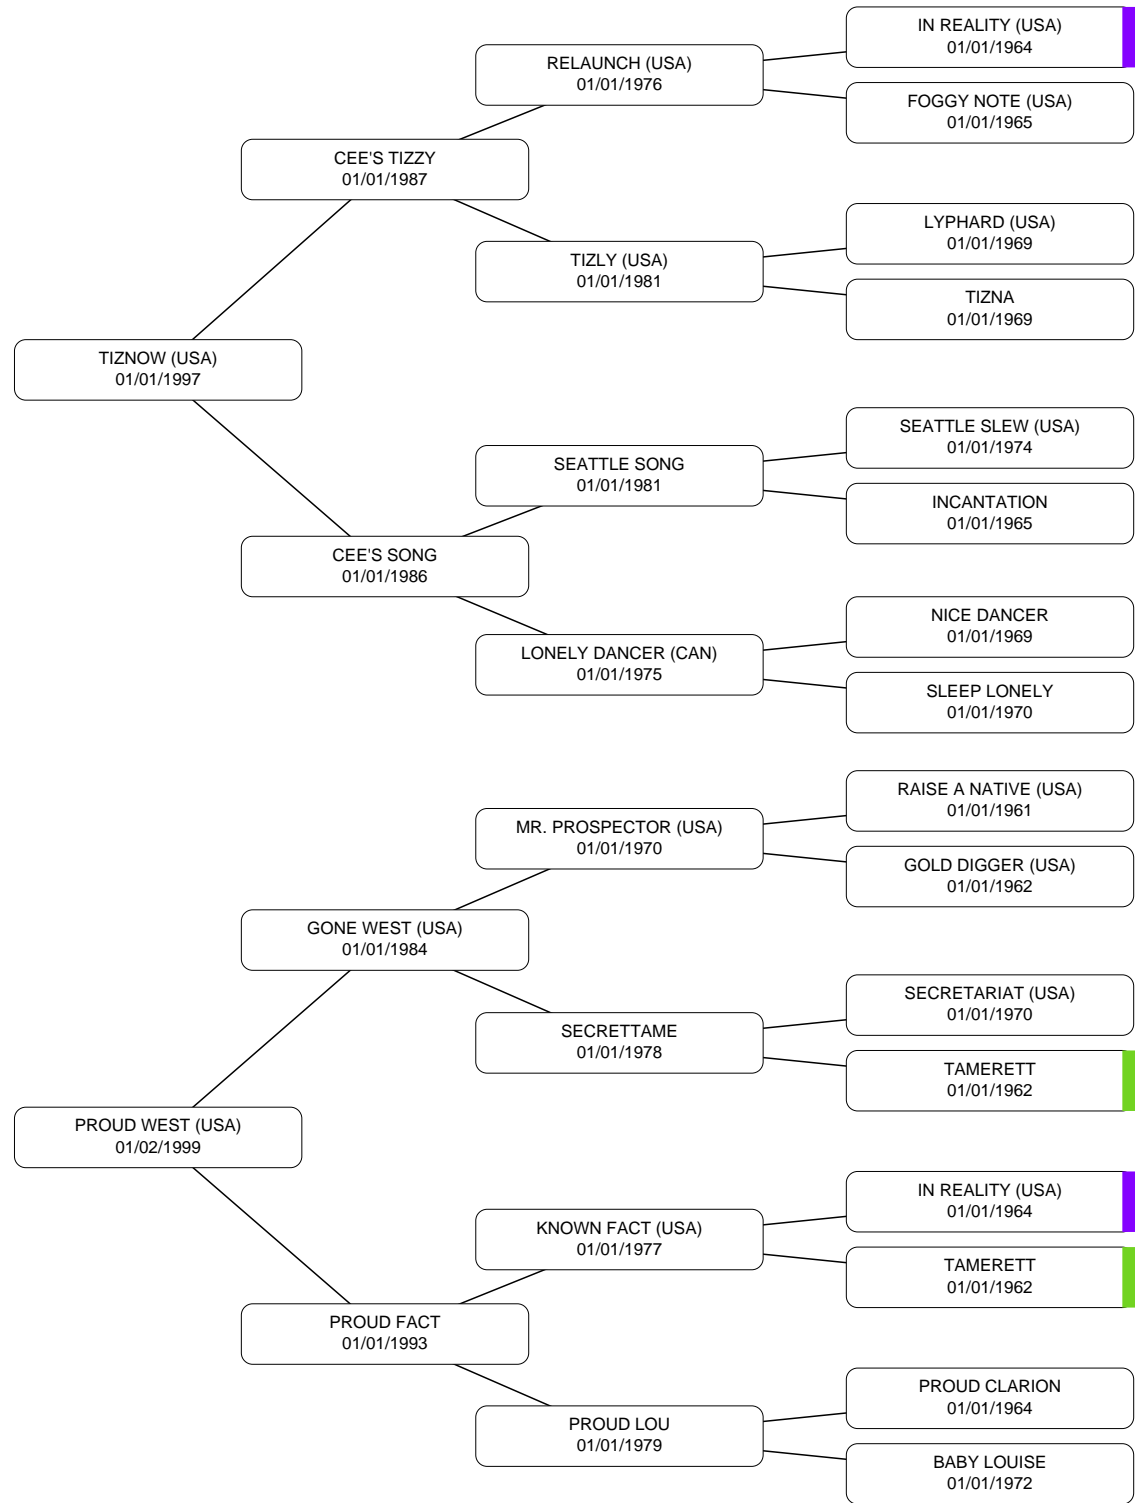 IN REALITY (USA)
01/01/1964
RELAUNCH (USA)
01/01/1976
FOGGY NOTE (USA)
01/01/1965
CEE'S TIZZY
01/01/1987
LYPHARD (USA)
01/01/1969
TIZLY (USA)
01/01/1981
TIZNA
01/01/1969
TIZNOW (USA)
01/01/1997
SEATTLE SLEW (USA)
01/01/1974
SEATTLE SONG
01/01/1981
INCANTATION
01/01/1965
CEE'S SONG
01/01/1986
NICE DANCER
01/01/1969
LONELY DANCER (CAN)
01/01/1975
SLEEP LONELY
01/01/1970
RAISE A NATIVE (USA)
01/01/1961
MR. PROSPECTOR (USA)
01/01/1970
GOLD DIGGER (USA)
01/01/1962
GONE WEST (USA)
01/01/1984
SECRETARIAT (USA)
01/01/1970
SECRETTAME
01/01/1978
TAMERETT
01/01/1962
PROUD WEST (USA)
01/02/1999
IN REALITY (USA)
01/01/1964
KNOWN FACT (USA)
01/01/1977
TAMERETT
01/01/1962
PROUD FACT
01/01/1993
PROUD CLARION
01/01/1964
PROUD LOU
01/01/1979
BABY LOUISE
01/01/1972